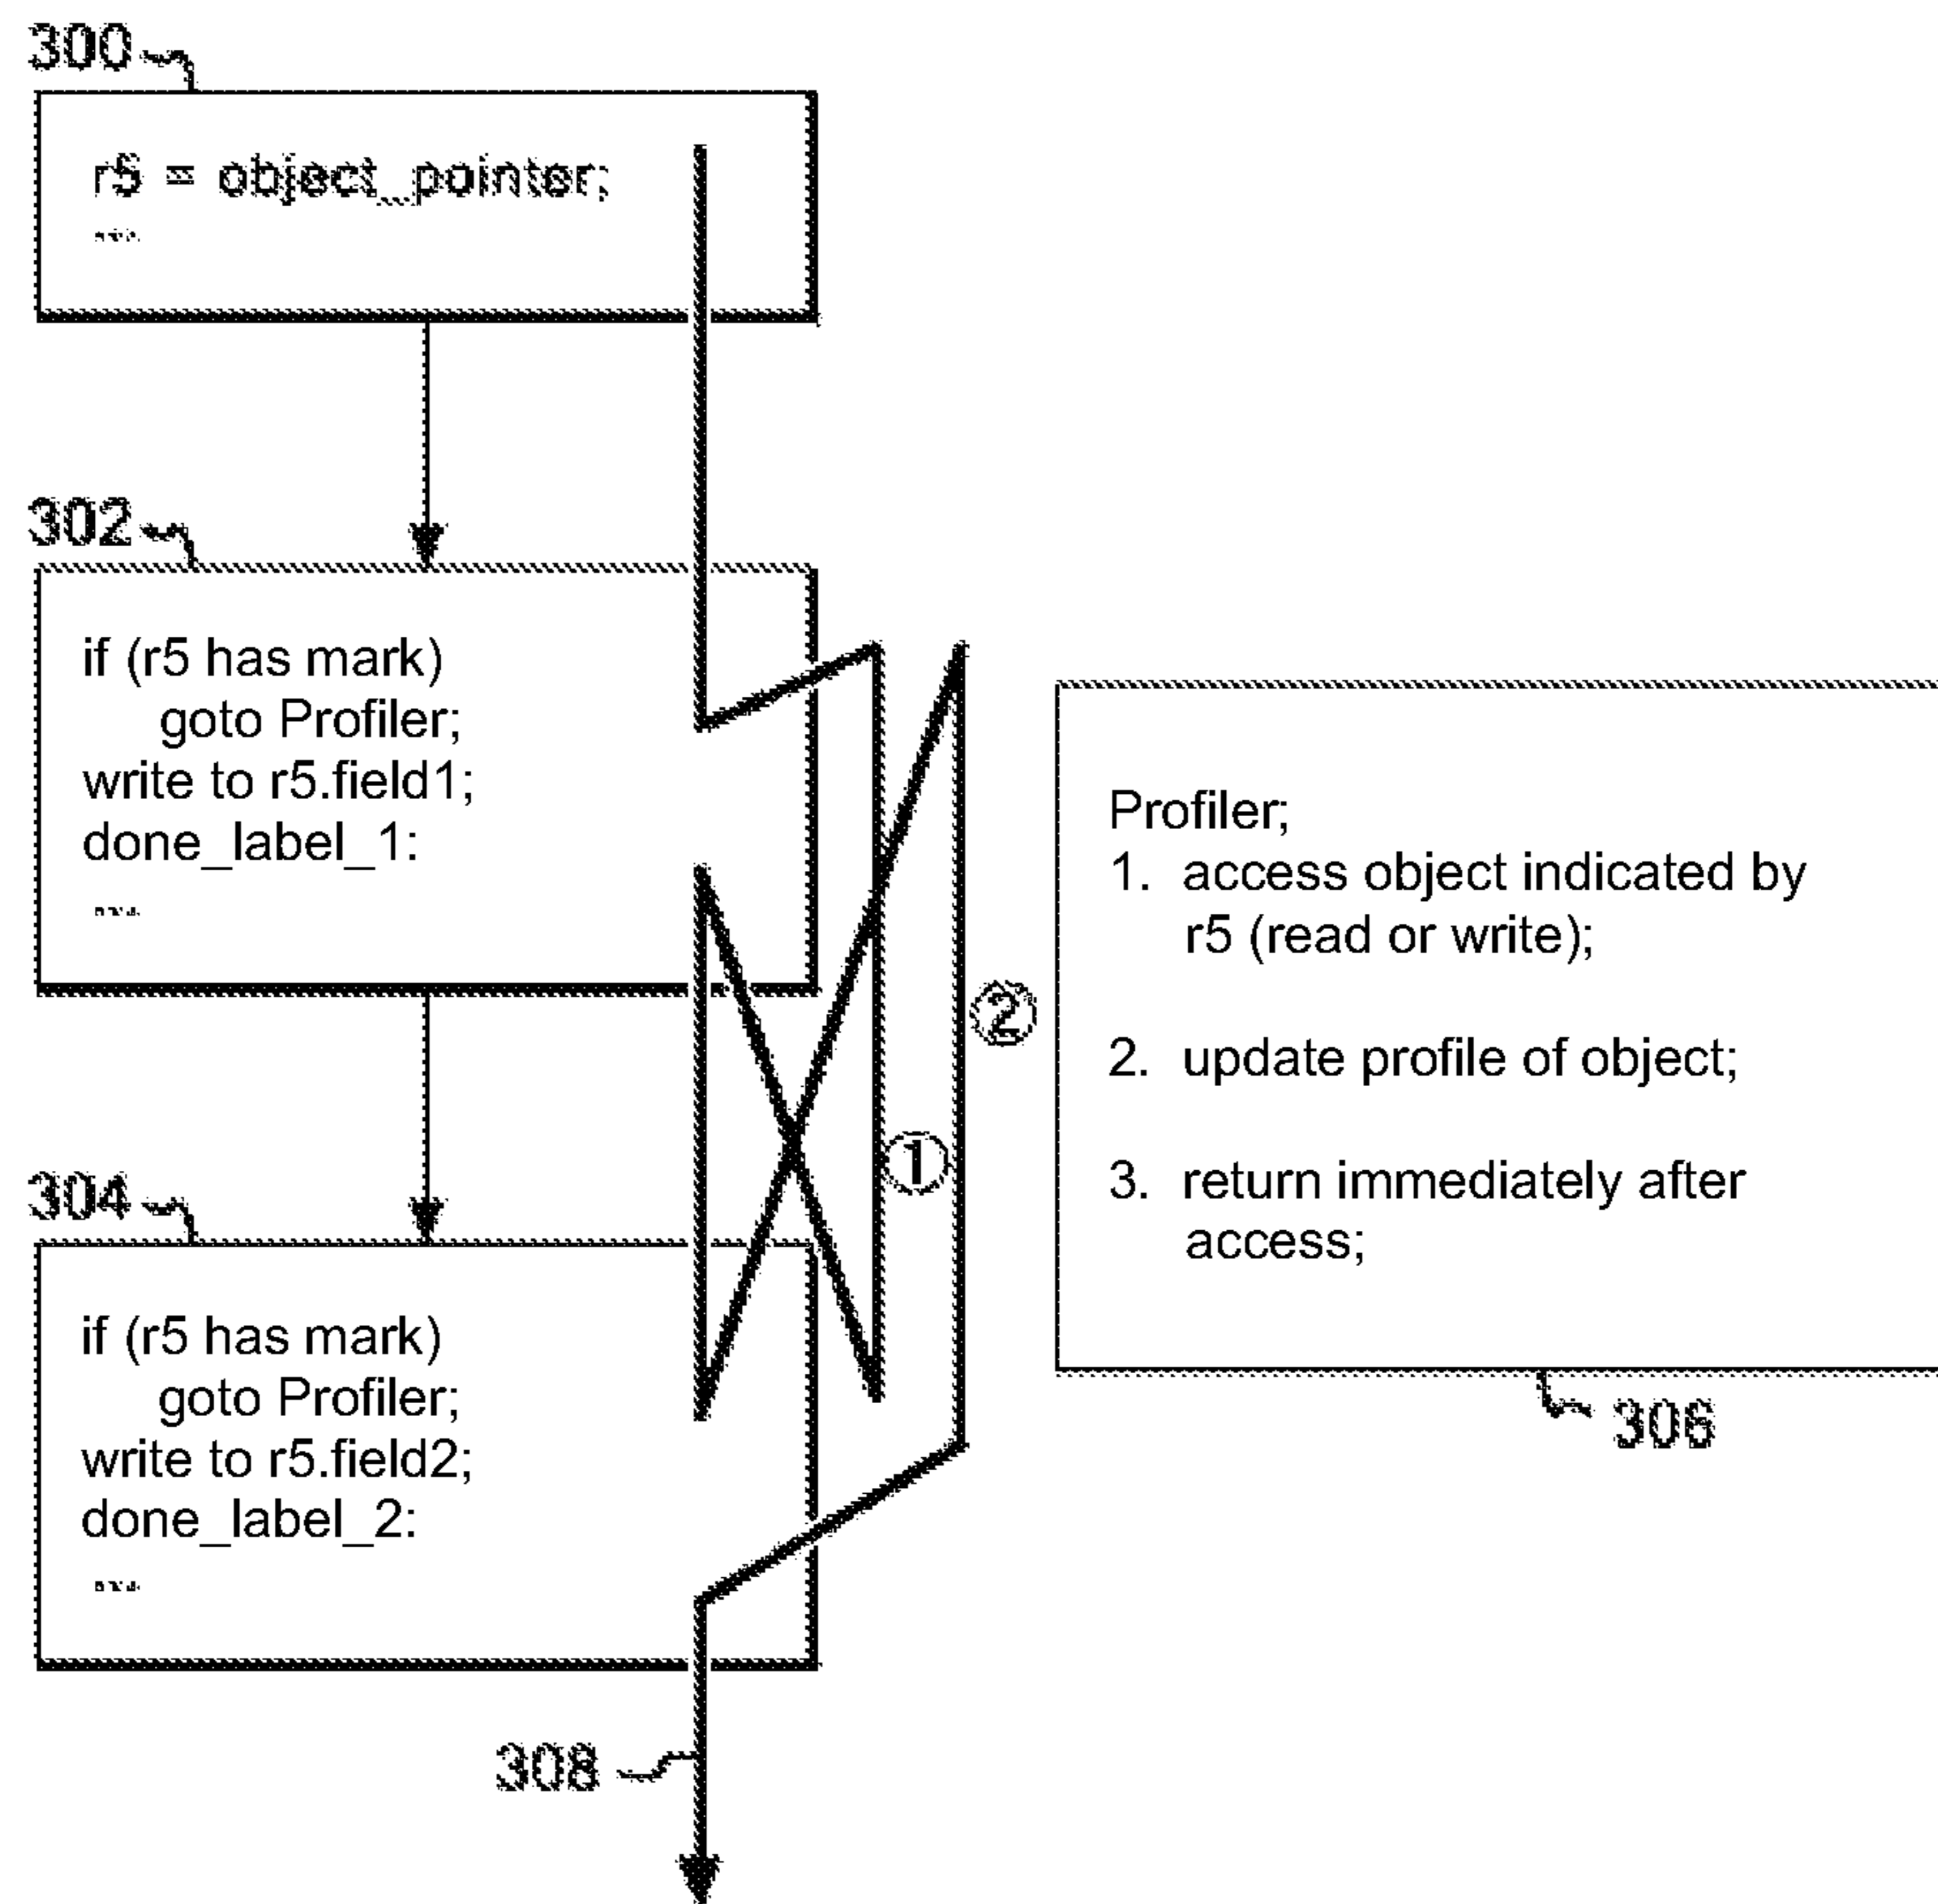 300
r5 = object_pointer;
...
302
if (r5 has mark)
goto Profiler;
write to r5.field1;
done_label_1:
...
304
if (r5 has mark)
goto Profiler;
write to r5.field2;
done_label_2:
...
①
②
Profiler;
1. access object indicated by
r5 (read or write);
2. update profile of object;
3. return immediately after
access;
306
308